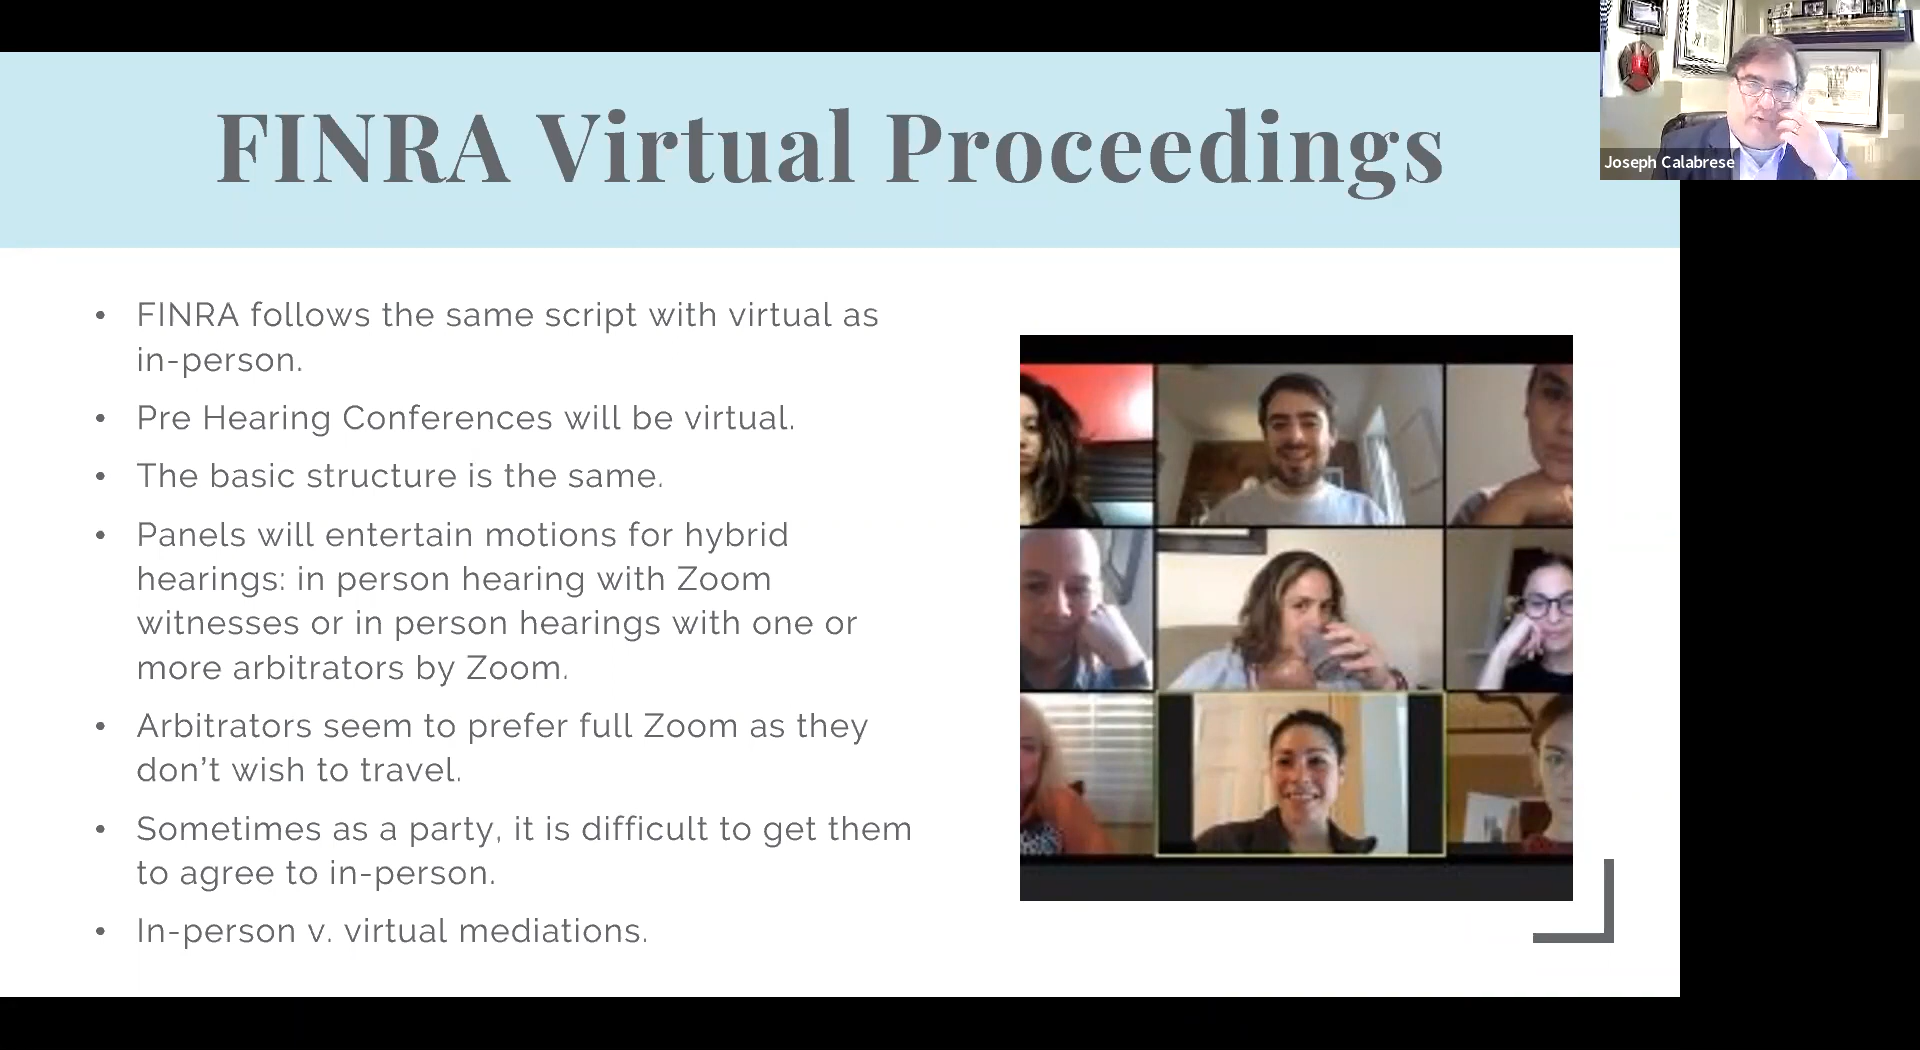 FINRA Virtual Proceedings
Joseph Calabrese
• FINRA follows the same script with virtual as
in-person.
• Pre Hearing Conferences will be virtual.
• The basic structure is the same.
• Panels will entertain motions for hybrid
hearings: in person hearing with Zoom
witnesses or in person hearings with one or
more arbitrators by Zoom.
• Arbitrators seem to prefer full Zoom as they
don’t wish to travel.
• Sometimes as a party, it is difficult to get them
to agree to in-person.
• In-person v. virtual mediations.